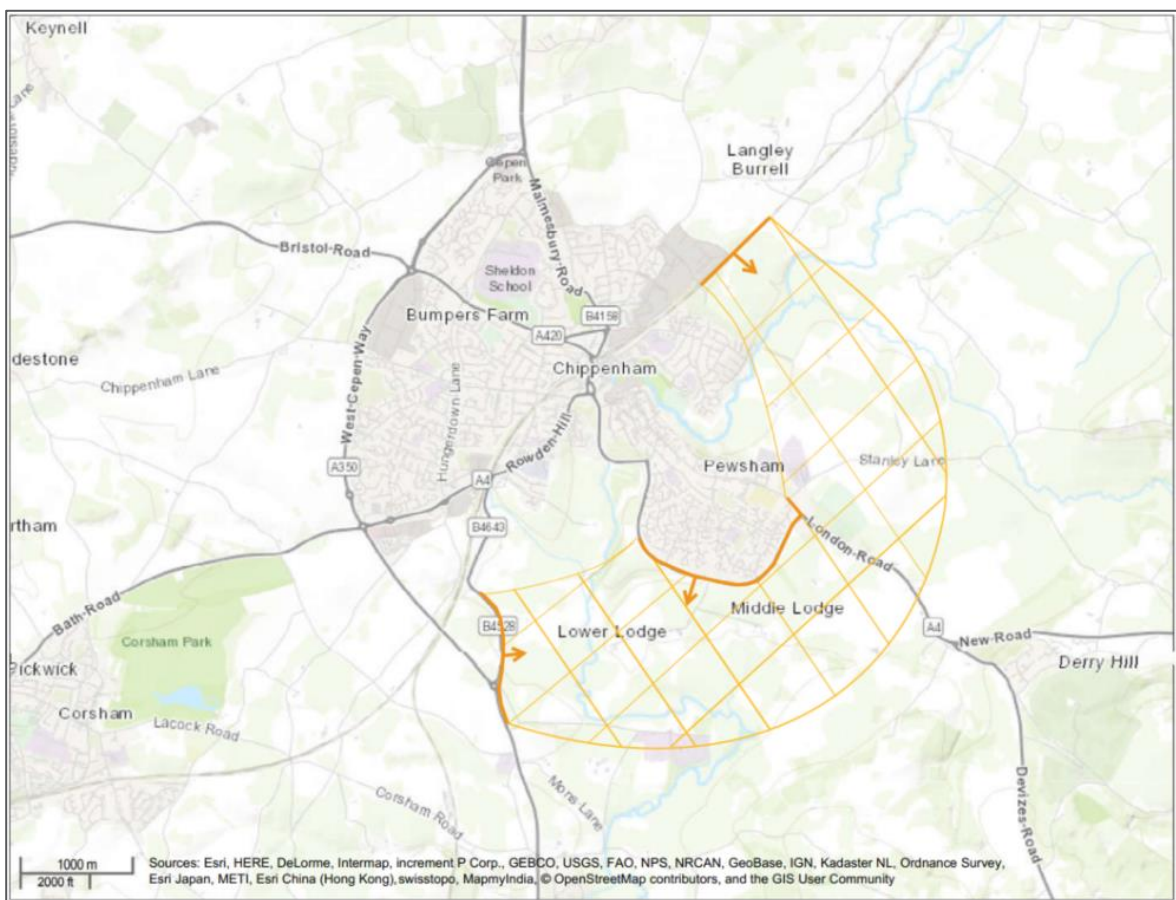 Keynell
Langley
Burrell
Cepen
Park
Malmesbury Road
Bristol Road
Sheldon
School
Bumpers Farm
B4158
A420
Chippenham
destone
Chippenham Lane
West Cepen Way
Hungerdown Lane
Rowden Hill
A350
A4
Pewsham
Stanley Lane
rtham
B4643
London Road
Bath Road
Middle Lodge
Lower Lodge
B4528
A4
New Road
Derry Hill
Corsham Park
Pickwick
Corsham
Lacock Road
Corsham Road
Mons Lane
Devizes Road
1000 m
2000 ft
Sources: Esri, HERE, DeLorme, Intermap, increment P Corp., GEBCO, USGS, FAO, NPS, NRCAN, GeoBase, IGN, Kadaster NL, Ordnance Survey,
Esri Japan, METI, Esri China (Hong Kong), swisstopo, MapmyIndia, © OpenStreetMap contributors, and the GIS User Community